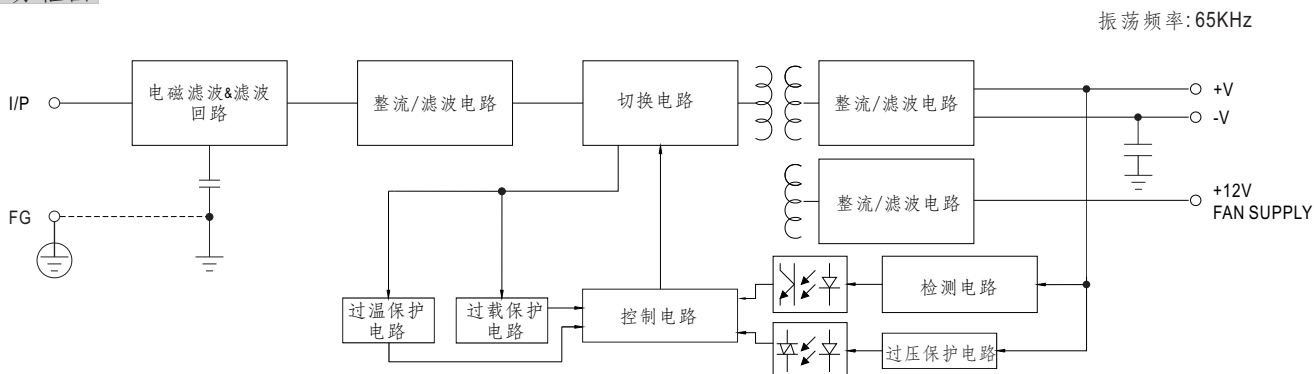 振荡频率: 65KHz
I/P
电磁滤波&滤波
回路
整流/滤波电路
切换电路
整流/滤波电路
+V
-V
FG
整流/滤波电路
+12V
FAN SUPPLY
过温保护
电路
过载保护
电路
控制电路
检测电路
过压保护电路